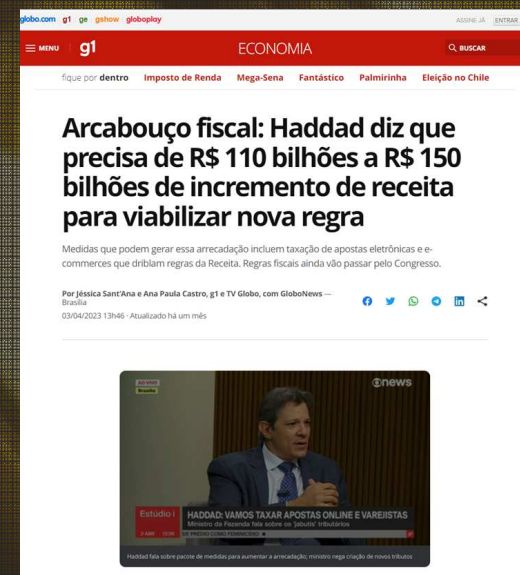 globo.com g1 ge gshow globoplay ASSINE JÁ ENTRAR
MENU g1 ECONOMIA BUSCAR
fique por dentro Imposto de Renda Mega-Sena Fantástico Palmirinha Eleição no Chile
Arcabouço fiscal: Haddad diz que
precisa de R$ 110 bilhões a R$ 150
bilhões de incremento de receita
para viabilizar nova regra
Medidas que podem gerar essa arrecadação incluem taxação de apostas eletrônicas e e-
commerces que driblam regras da Receita. Regras fiscais ainda vão passar pelo Congresso.
Por Jéssica Sant'Ana e Ana Paula Castro, g1 e TV Globo, com GloboNews —
Brasília
03/04/2023 13h46 · Atualizado há um mês
AO VIVO
Brasília
news
Estúdio i
HADDAD: VAMOS TAXAR APOSTAS ONLINE E VAREJISTAS
Ministro da Fazenda fala sobre os 'jabutis' tributários
Haddad fala sobre pacote de medidas para aumentar a arrecadação; ministro nega criação de novos tributos